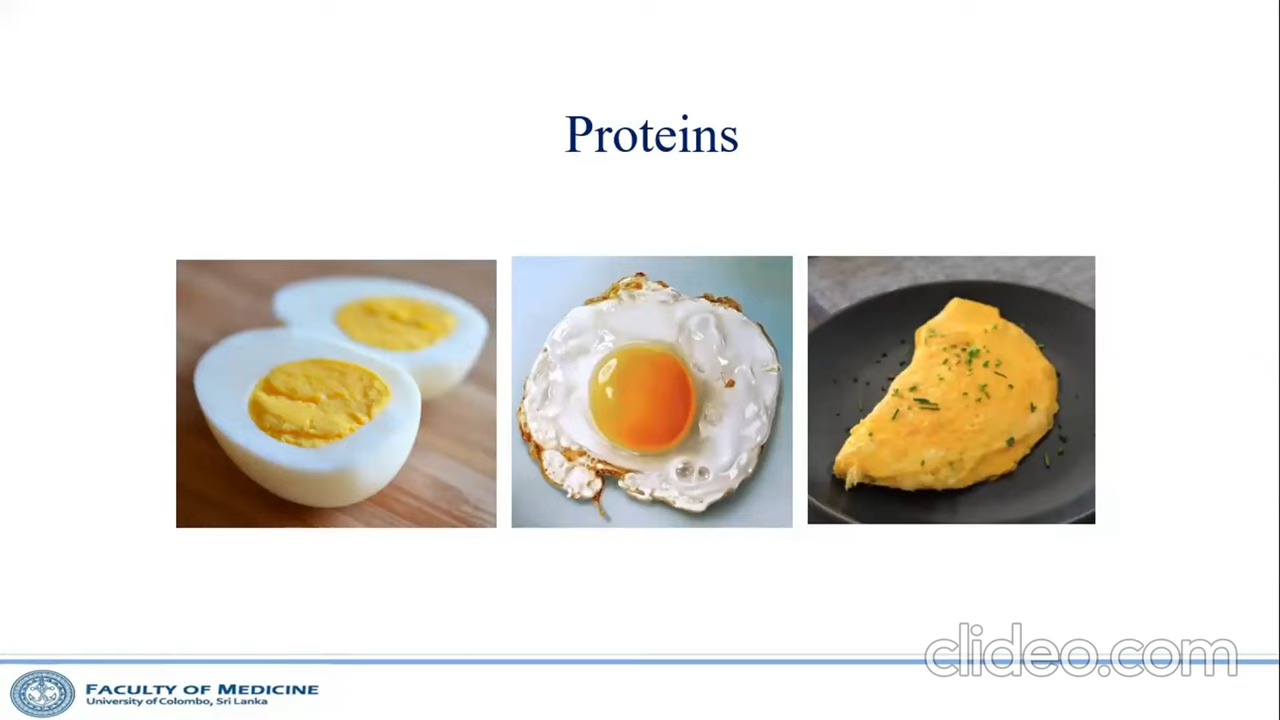 Proteins
clideo.com
FACULTY OF MEDICINE
University of Colombo, Sri Lanka